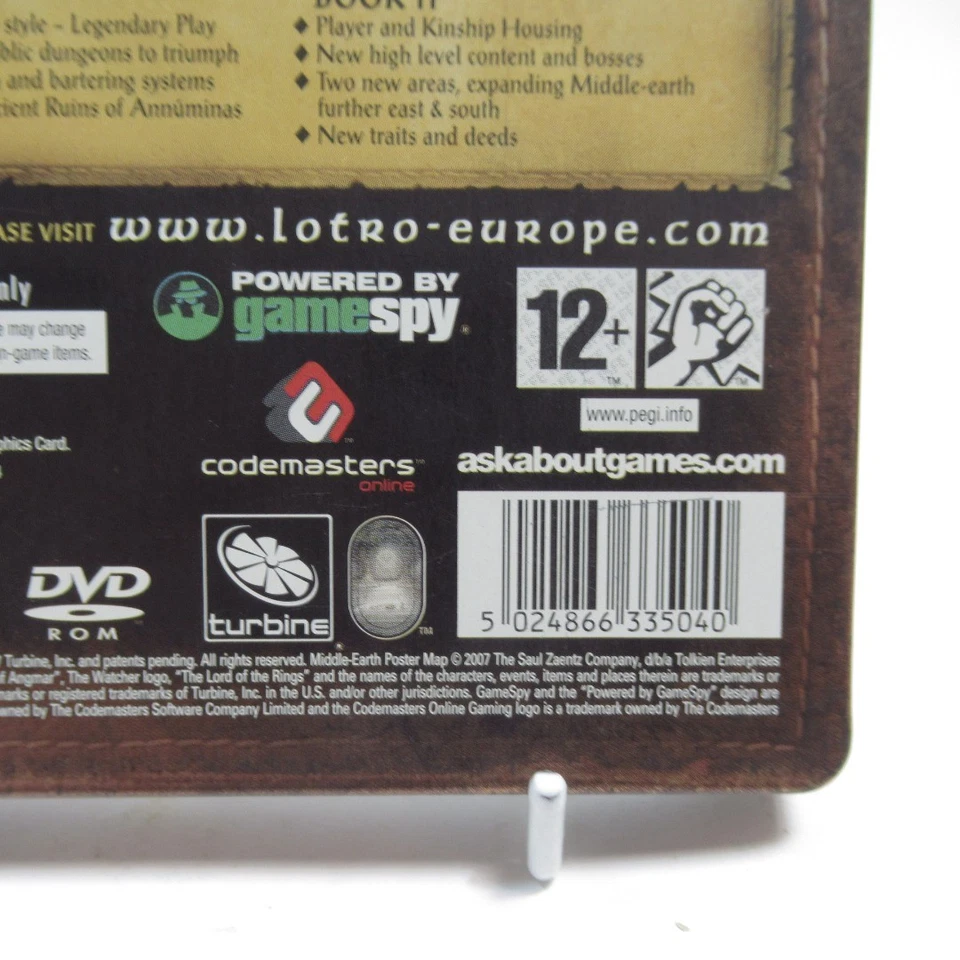 BOOK 11
style – Legendary Play
◆ Player and Kinship Housing
dungeons to triumph
◆ New high level content and bosses
and bartering systems
◆ Two new areas, expanding Middle-earth
Ruins of Annúminas
further east & south
◆ New traits and deeds
VISIT www.lotro-europe.com
may change
in-game items.
POWERED BY
gamespy
12+
www.pegi.info
Card.
codemasters™
online
askaboutgames.com
DVD
ROM
turbine
™
5 024866 335040
Turbine, Inc. and patents pending. All rights reserved. Middle-Earth Poster Map © 2007 The Saul Zaentz Company, d/b/a Tolkien Enterprises
of Angmar", The Watcher logo, "The Lord of the Rings" and the names of the characters, events, items and places therein are trademarks or
marks or registered trademarks of Turbine, Inc. in the U.S. and/or other jurisdictions. GameSpy and the "Powered by GameSpy" design are
owned by The Codemasters Software Company Limited and the Codemasters Online Gaming logo is a trademark owned by The Codemasters